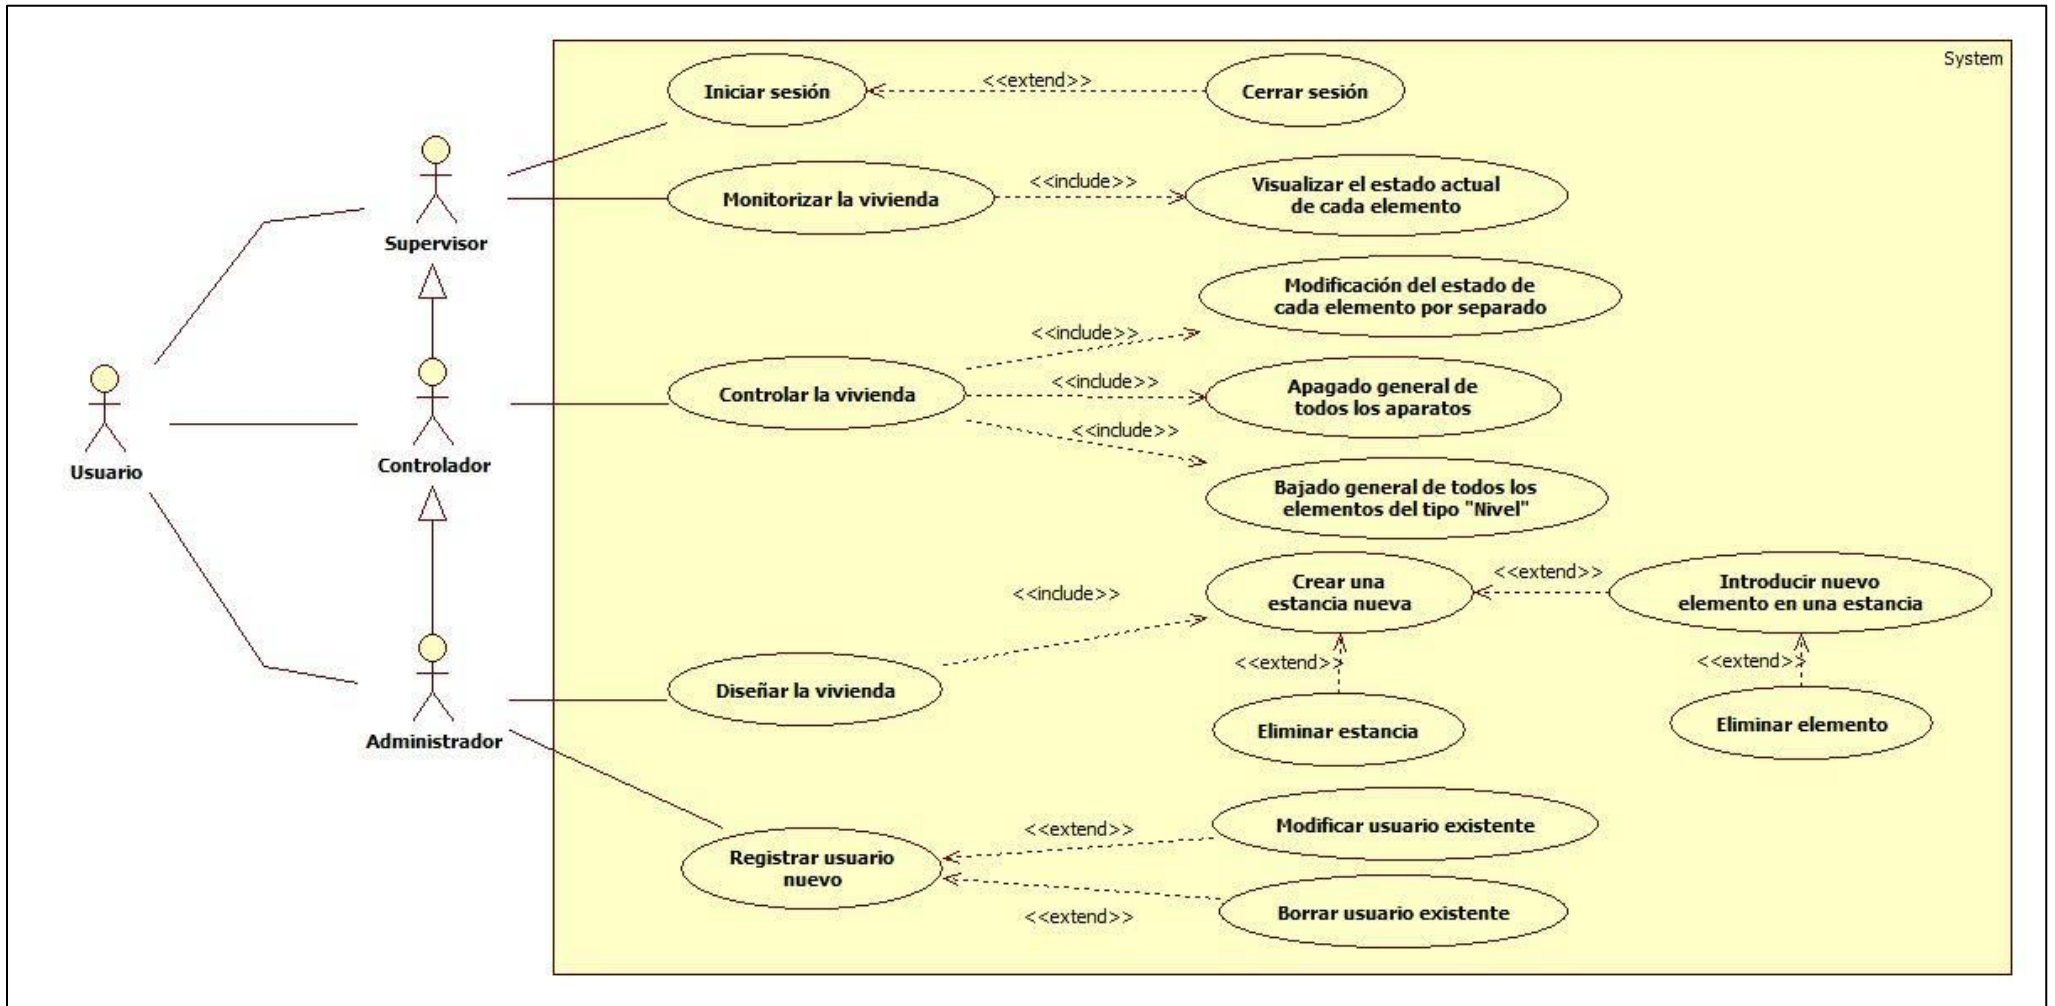 System
Iniciar sesión
<<extend>>
Cerrar sesión
Supervisor
Monitorizar la vivienda
<<include>>
Visualizar el estado actual
de cada elemento
Modificación del estado de
cada elemento por separado
<<include>>
Usuario
Controlador
Controlar la vivienda
<<include>>
Apagado general de
todos los aparatos
<<include>>
Bajado general de todos los
elementos del tipo "Nivel"
<<include>>
Crear una
estancia nueva
<<extend>>
Introducir nuevo
elemento en una estancia
<<extend>>
<<extend>>
Administrador
Diseñar la vivienda
Eliminar estancia
Eliminar elemento
Registrar usuario
nuevo
<<extend>>
Modificar usuario existente
<<extend>>
Borrar usuario existente